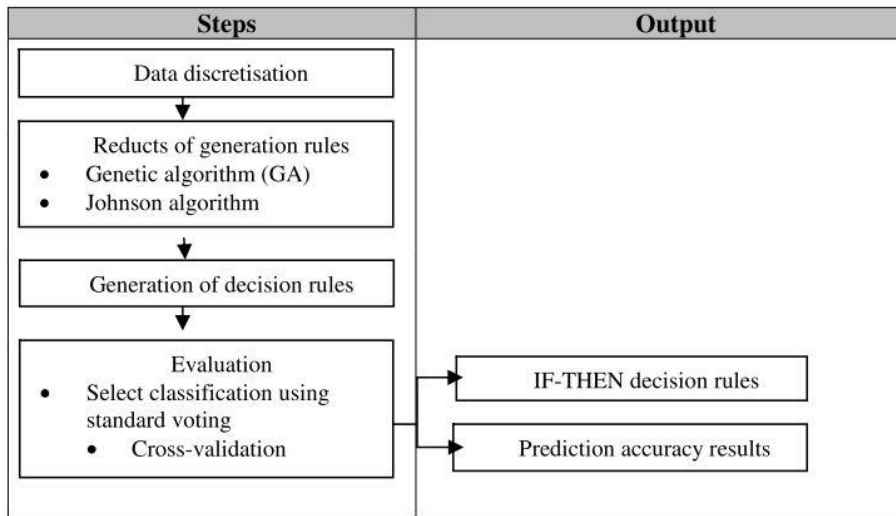 Steps
Output
Data discretisation
Reducts of generation rules
• Genetic algorithm (GA)
• Johnson algorithm
Generation of decision rules
Evaluation
• Select classification using
standard voting
• Cross-validation
IF-THEN decision rules
Prediction accuracy results